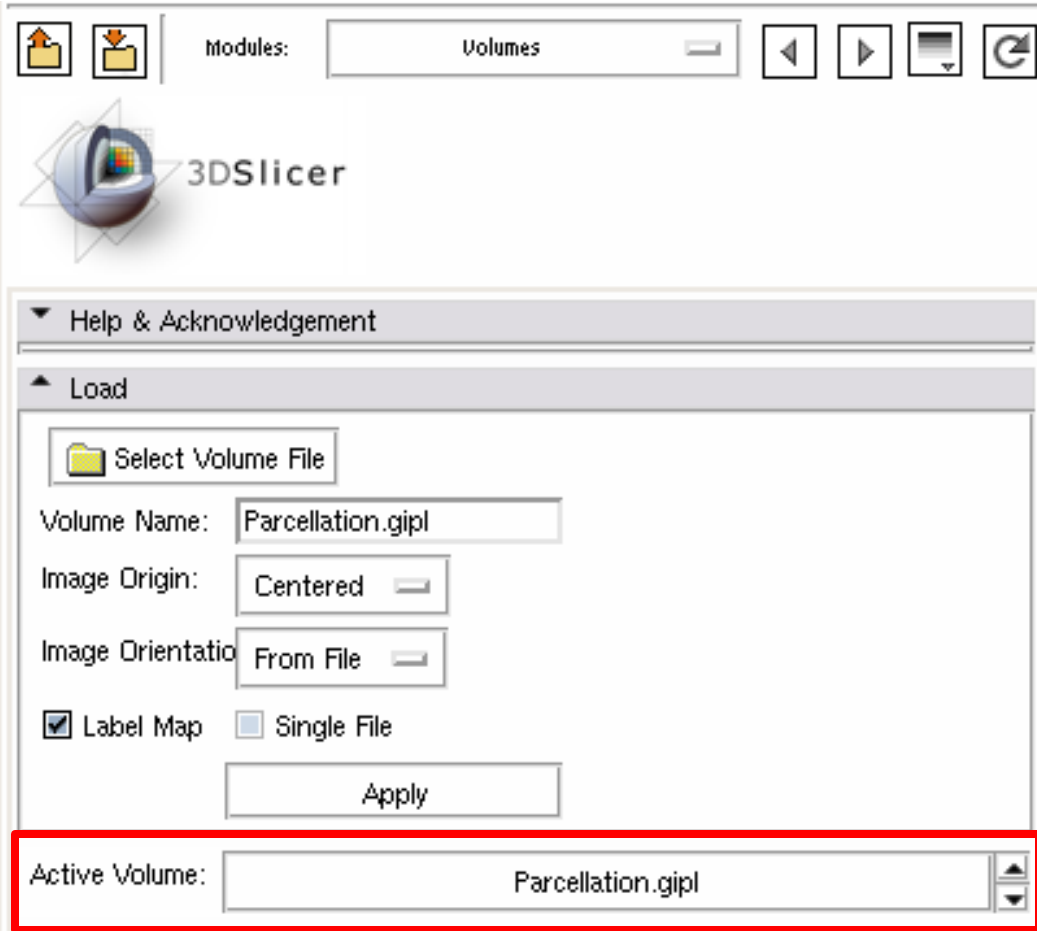 Modules: Volumes
3DSlicer
Help & Acknowledgement
Load
Select Volume File
Volume Name: Parcellation.gipl
Image Origin: Centered
Image Orientatio From File
Label Map Single File
Apply
Active Volume: Parcellation.gipl